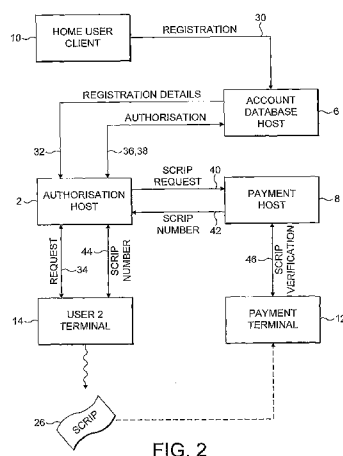 30
10
HOME USER
CLIENT
REGISTRATION
REGISTRATION DETAILS
ACCOUNT
DATABASE
HOST
6
AUTHORISATION
32
36,38
SCRIP
REQUEST
40
2
AUTHORISATION
HOST
PAYMENT
HOST
8
SCRIP
NUMBER
42
44
REQUEST
34
SCRIP
NUMBER
46
SCRIP
VERIFICATION
14
USER 2
TERMINAL
PAYMENT
TERMINAL
12
26
SCRIP
FIG. 2